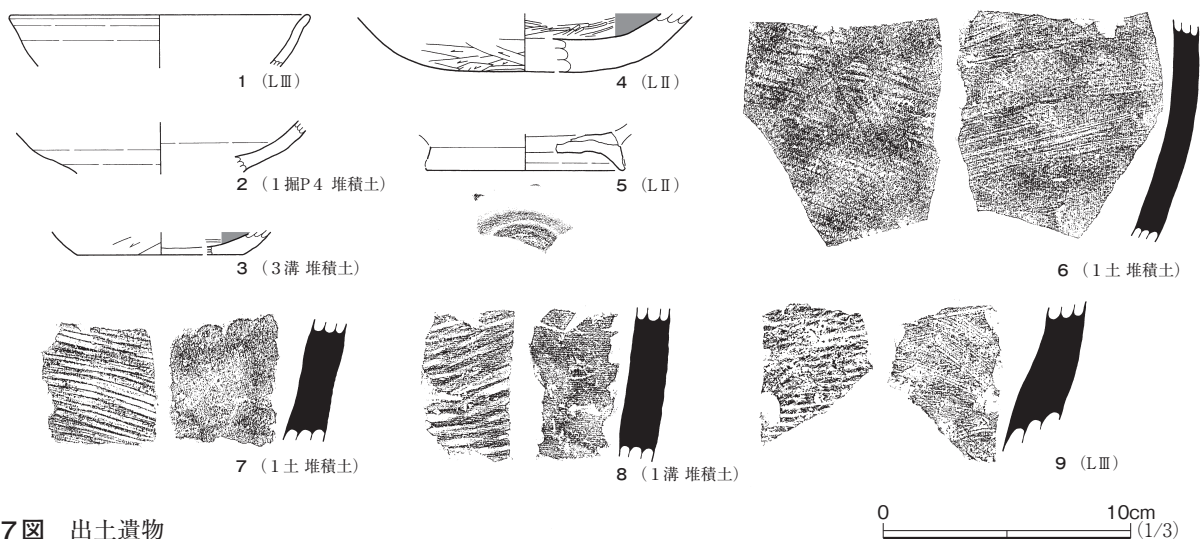 1 (LⅢ)
2 (1掘P4 堆積土)
3 (3溝 堆積土)
4 (LⅡ)
5 (LⅡ)
6 (1土 堆積土)
7 (1土 堆積土)
8 (1溝 堆積土)
9 (LⅢ)
7図 出土遺物
0 10cm
(1/3)